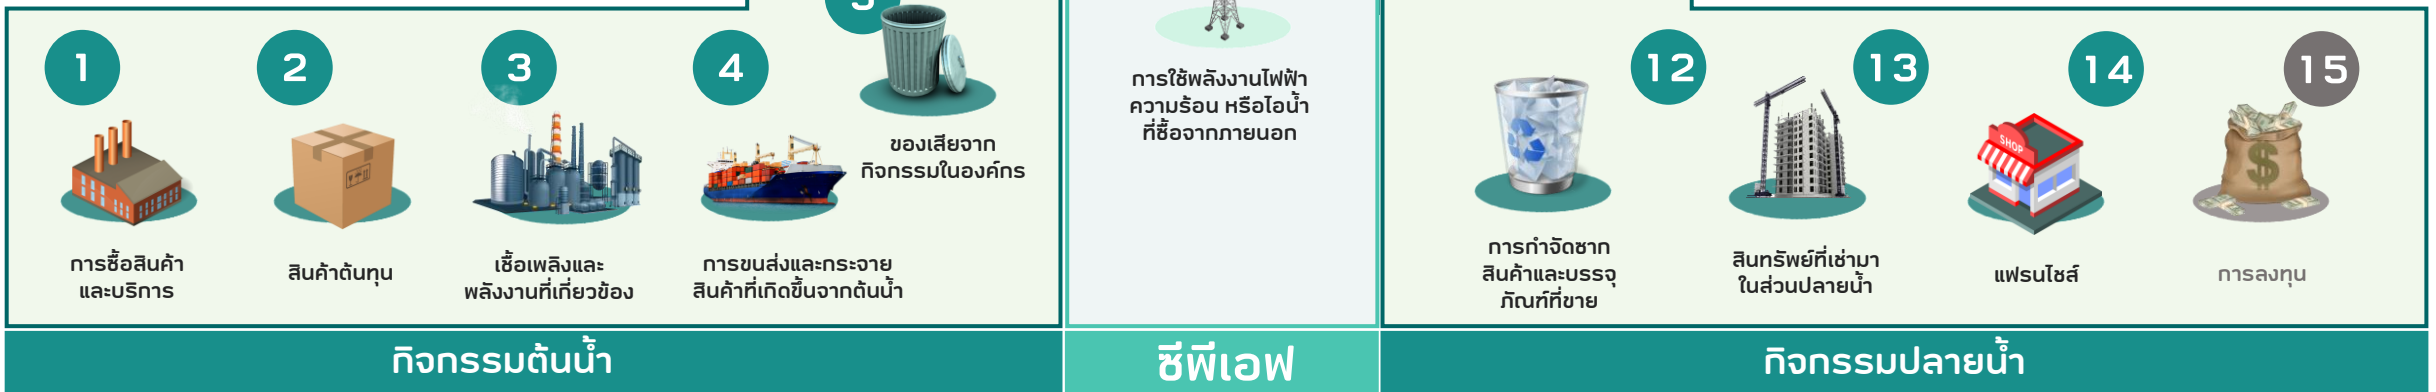 1
การซื้อสินค้า
และบริการ
2
สินค้าต้นทุน
3
เชื้อเพลิงและ
พลังงานที่เกี่ยวข้อง
4
การขนส่งและกระจาย
สินค้าที่เกิดขึ้นจากต้นน้ำ
5
ของเสียจาก
กิจกรรมในองค์กร
กิจกรรมต้นน้ำ
การใช้พลังงานไฟฟ้า
ความร้อน หรือไอน้ำ
ที่ซื้อจากภายนอก
ซีพีเอฟ
12
การกำจัดซาก
สินค้าและบรรจุ
ภัณฑ์ที่ขาย
13
สินทรัพย์ที่เช่ามา
ในส่วนปลายน้ำ
14
SHOP
แฟรนไชส์
15
$
การลงทุน
กิจกรรมปลายน้ำ